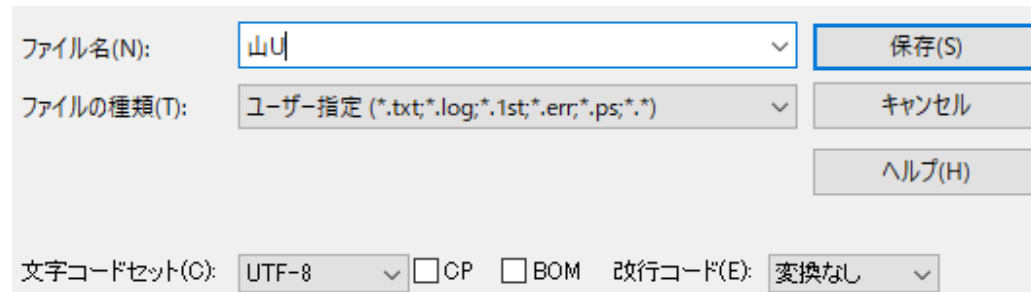 ファイル名(N): 山U 保存(S)
ファイルの種類(T): ユーザー指定 (*.txt;*.log;*.1st;*.err;*.ps;*.*) キャンセル
ヘルプ(H)
文字コードセット(C): UTF-8 CP BOM 改行コード(E): 変換なし